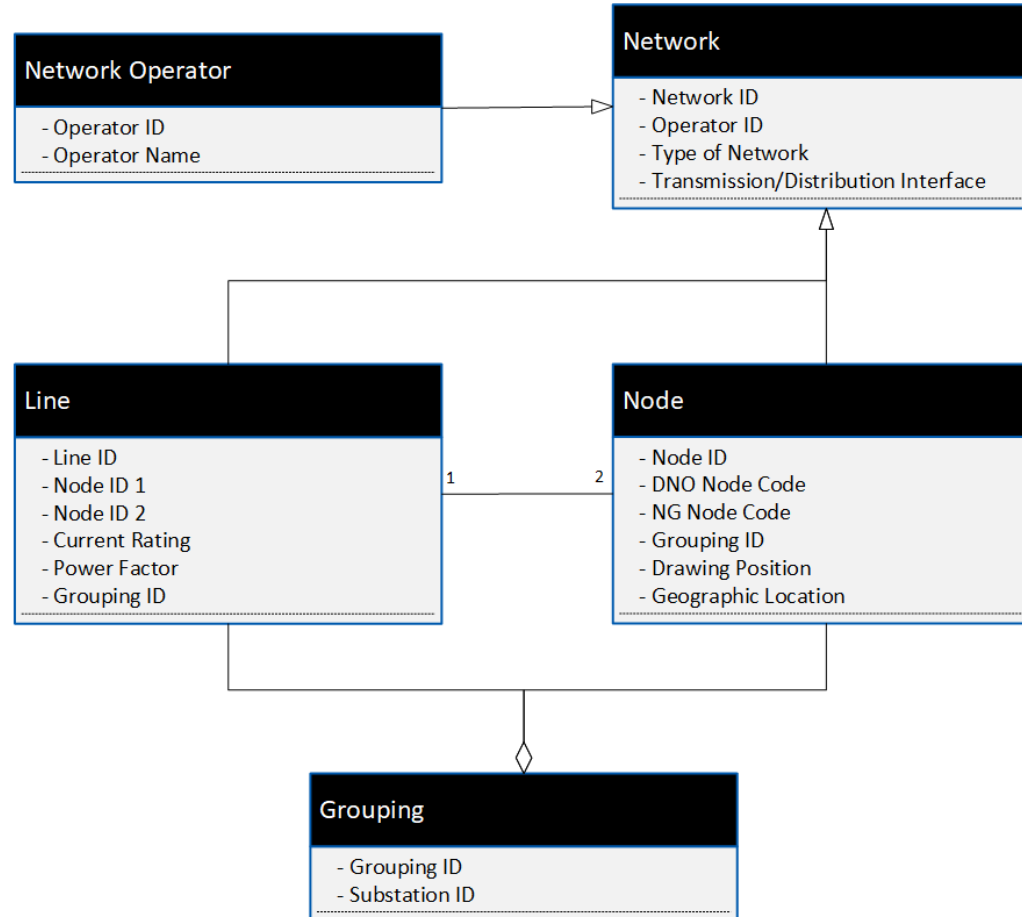 Network Operator
- Operator ID
- Operator Name
Network
- Network ID
- Operator ID
- Type of Network
- Transmission/Distribution Interface
Line
- Line ID
- Node ID 1
- Node ID 2
- Current Rating
- Power Factor
- Grouping ID
1
2
Node
- Node ID
- DNO Node Code
- NG Node Code
- Grouping ID
- Drawing Position
- Geographic Location
Grouping
- Grouping ID
- Substation ID